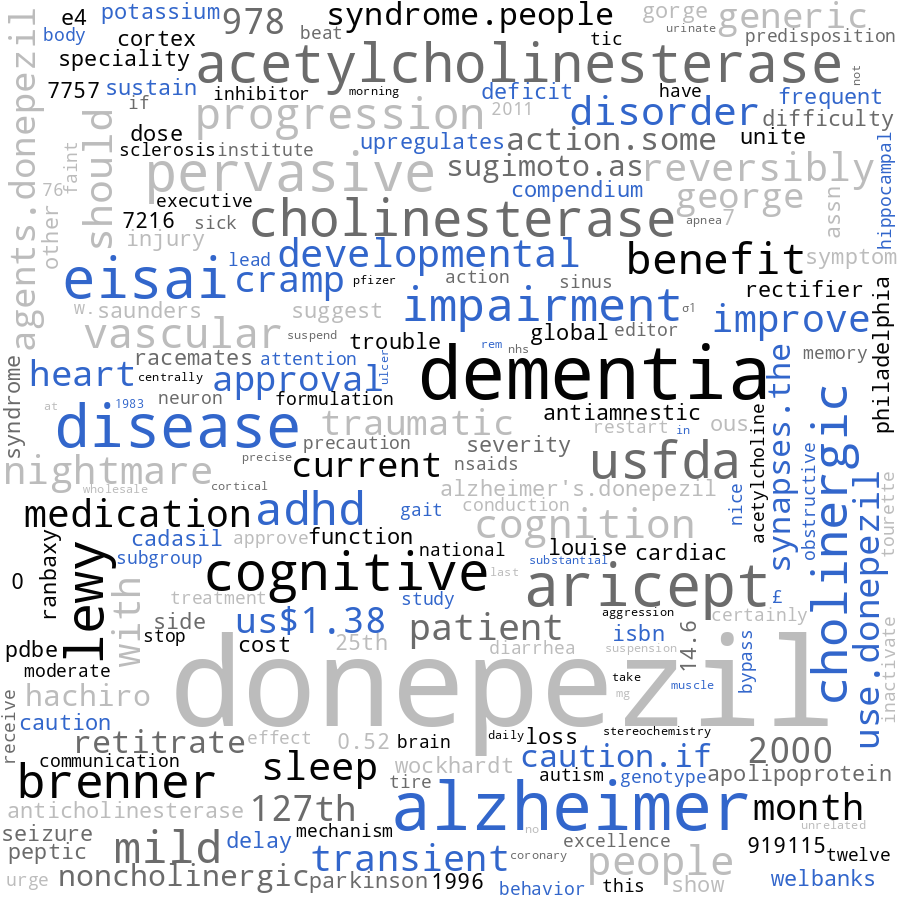 e4
potassium
978
syndrome.people
gorge
generic
body
cortex
beat
tic
urinate
predisposition
speciality
acetylcholinesterase
not
7757
sustain
inhibitor
morning
deficit
have
frequent
if
progression
2011
disorder
difficulty
dose
upregulates
action.some
unite
sclerosis
institute
should
pervasive
sugimoto.as
reversibly
hippocampal
faint
76
compendium
george
executive
assn
agents.donepezil
other
7216
sick
cholinesterase
apnea
7
injury
lead
developmental
benefit
symptom
eisai
cramp
pfizer
action
sinus
rectifier
w.
saunders
suggest
impairment
σ1
improve
philadelphia
vascular
suspend
trouble
global
editor
rem
nhs
racemates
attention
ulcer
dementia
synapses.the
memory
syndrome
heart
centrally
approval
neuron
formulation
at
1983
antiamnestic
disease
traumatic
restart
in
ous
acetylcholine
precaution
severity
usfda
cholinergic
nightmare
precise
current
nsaids
obstructive
wholesale
cortical
alzheimer's.donepezil
nice
tourette
medication
adhd
gait
conduction
cognition
cadasil
approve
function
ranbaxy
subgroup
national
louise
cardiac
0
lewy
cognitive
last
substantial
use.donepezil
with
treatment
study
aricept
£
aggression
certainly
side
us$1.38
patient
isbn
14.6
stop
cost
25th
diarrhea
suspension
bypass
inactivate
pdbe
moderate
donepezil
take
muscle
hachiro
mg
receive
caution
retitrate
effect
0.52
brain
daily
loss
stereochemistry
communication
sleep
wockhardt
caution.if
2000
brenner
tire
autism
genotype
apolipoprotein
anticholinesterase
127th
alzheimer
month
seizure
mechanism
no
unrelated
peptic
mild
delay
excellence
919115
transient
coronary
people
twelve
urge
noncholinergic
parkinson
1996
behavior
this
show
welbanks